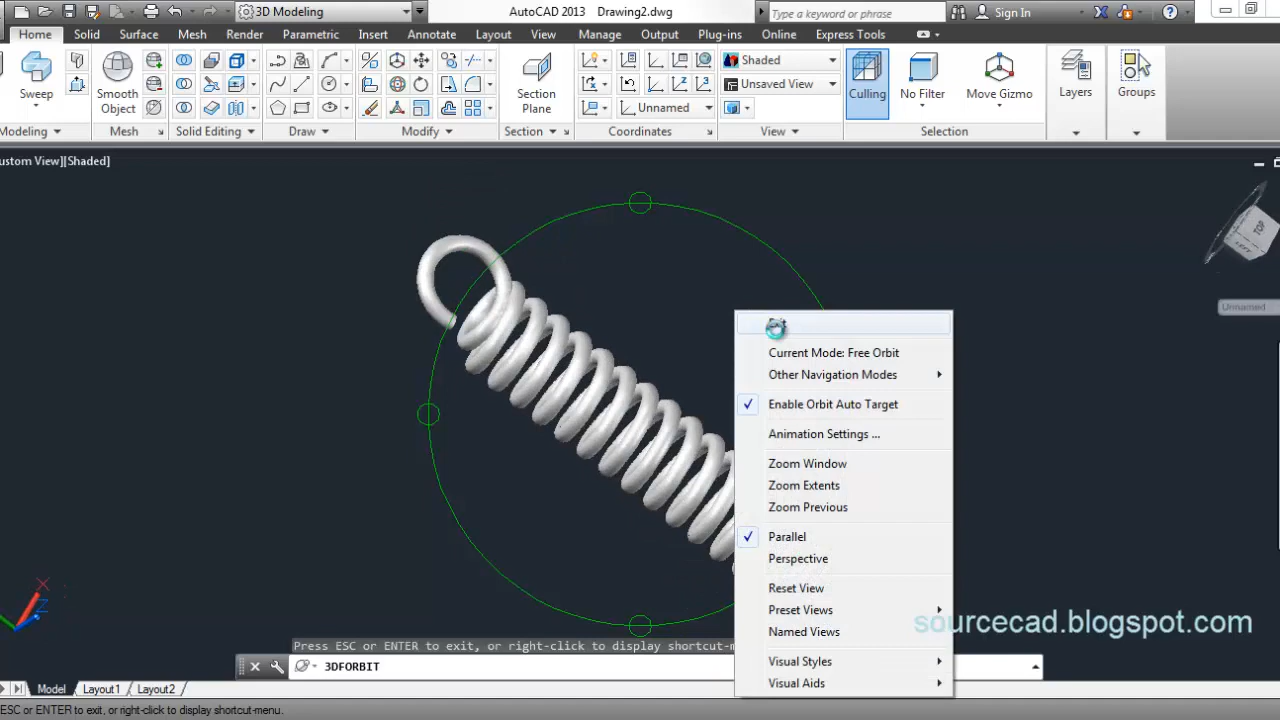 3D Modeling
AutoCAD 2013 Drawing2.dwg
Type a keyword or phrase
Sign In
Home Solid Surface Mesh Render Parametric Insert Annotate Layout View Manage Output Plug-ins Online Express Tools
Sweep
Smooth
Object
Section
Plane
Unnamed
Shaded
Unsaved View
Culling
No Filter
Move Gizmo
Layers
Groups
Modeling Mesh Solid Editing Draw Modify Section Coordinates View Selection
ustom View][Shaded]
TOP
LEFT
Unnamed
Current Mode: Free Orbit
Other Navigation Modes
Enable Orbit Auto Target
Animation Settings ...
Zoom Window
Zoom Extents
Zoom Previous
Parallel
Perspective
Reset View
Preset Views
Named Views
Visual Styles
Visual Aids
X
Z
sourcecad.blogspot.com
Press ESC or ENTER to exit, or right-click to display shortcut-m
3DFORBIT
Model Layout1 Layout2
ESC or ENTER to exit, or right-click to display shortcut-menu.